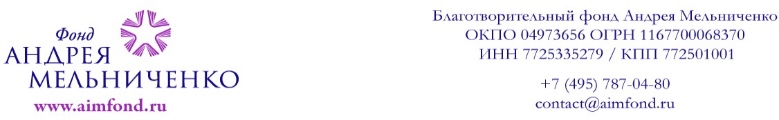 Фонд
АНДРЕЯ
МЕЛЬНИЧЕНКО
www.aimfond.ru
Благотворительный фонд Андрея Мельниченко
ОКПО 04973656 ОГРН 1167700068370
ИНН 7725335279 / КПП 772501001
+7 (495) 787-04-80
contact@aimfond.ru